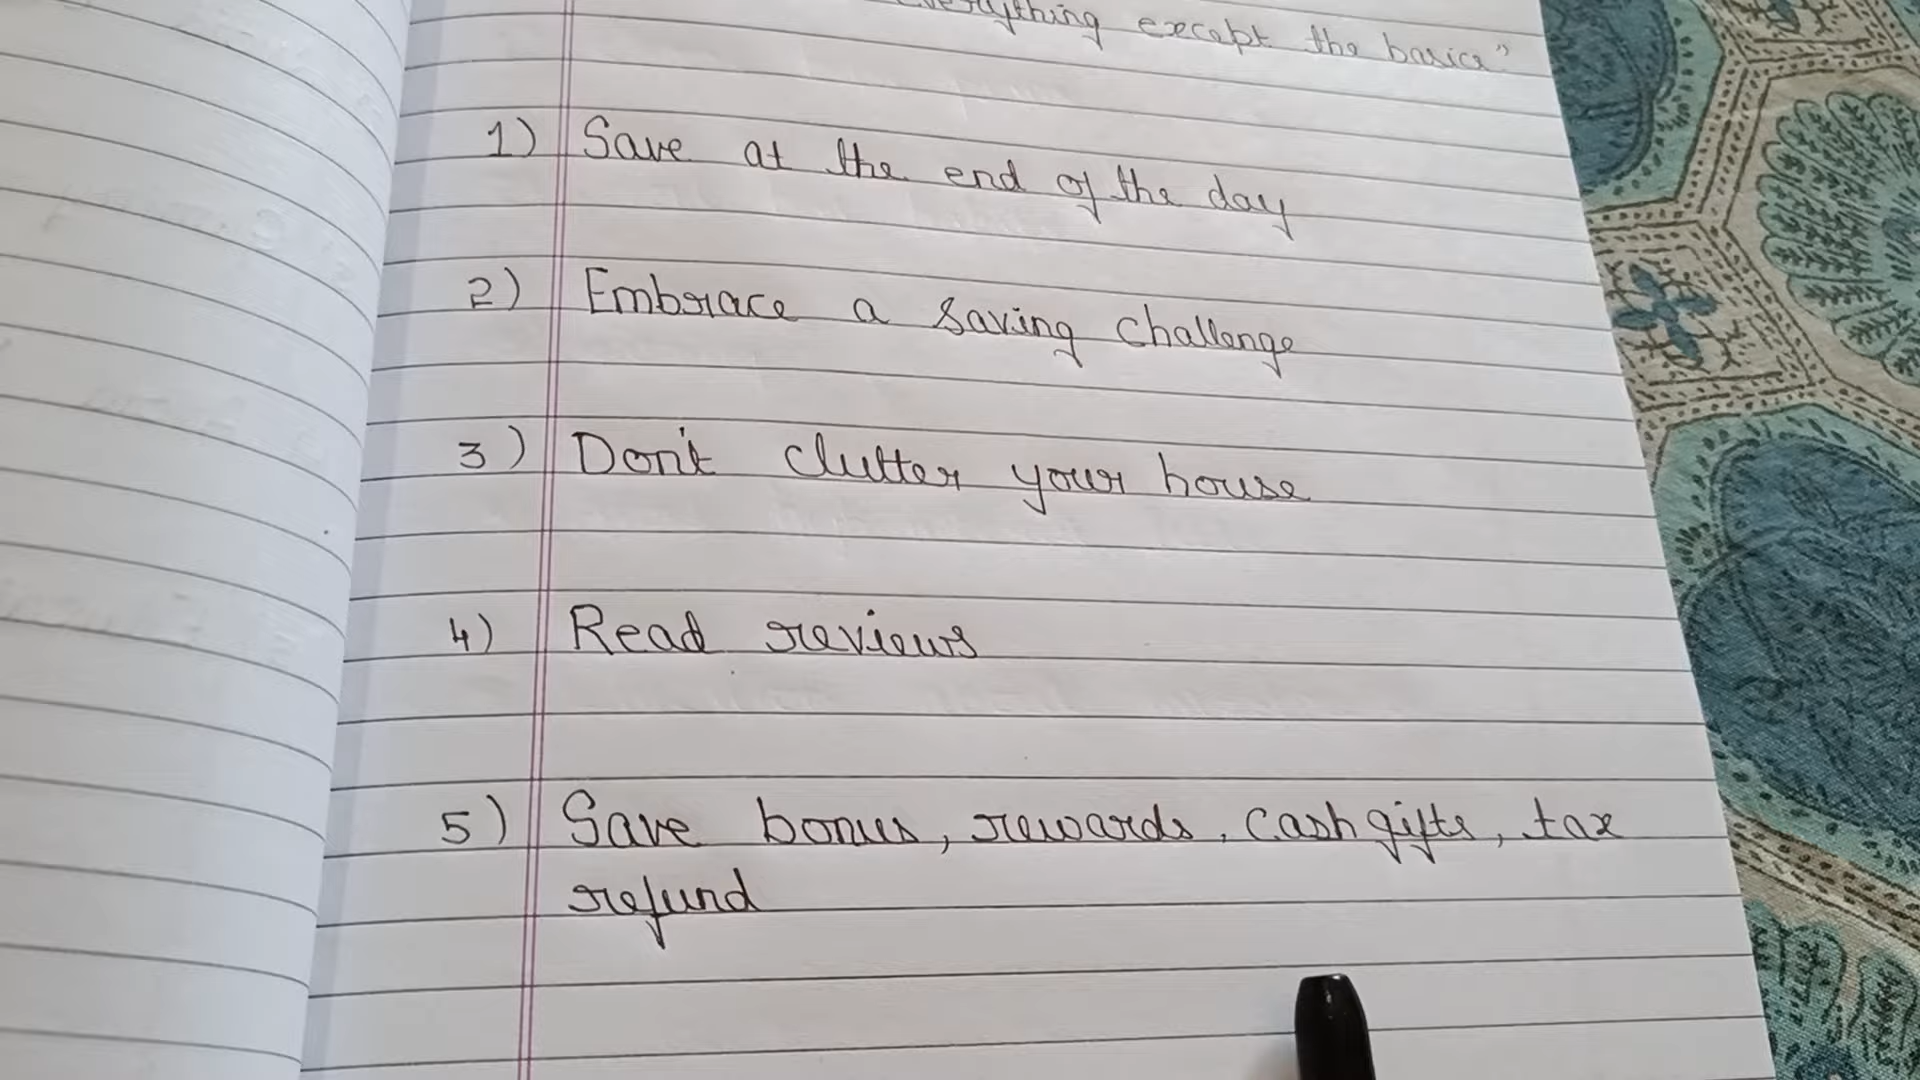 everything except the basics"
1) Save at the end of the day
2) Embrace a saving challenge
3) Don't clutter your house
4) Read reviews
5) Save bonus, rewards, cash gifts, tax
refund